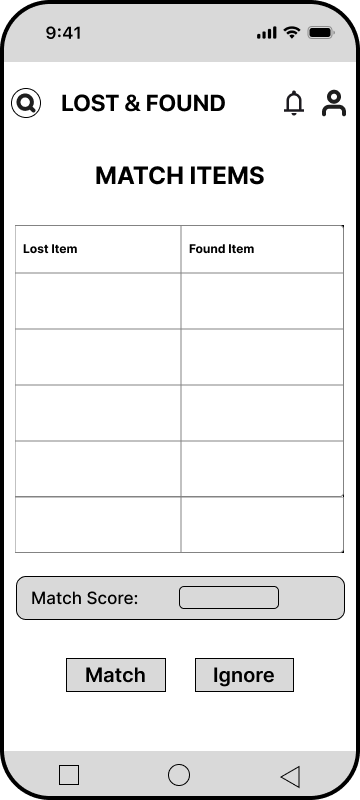 9:41
LOST & FOUND
MATCH ITEMS
Lost Item Found Item
Match Score:
Match Ignore